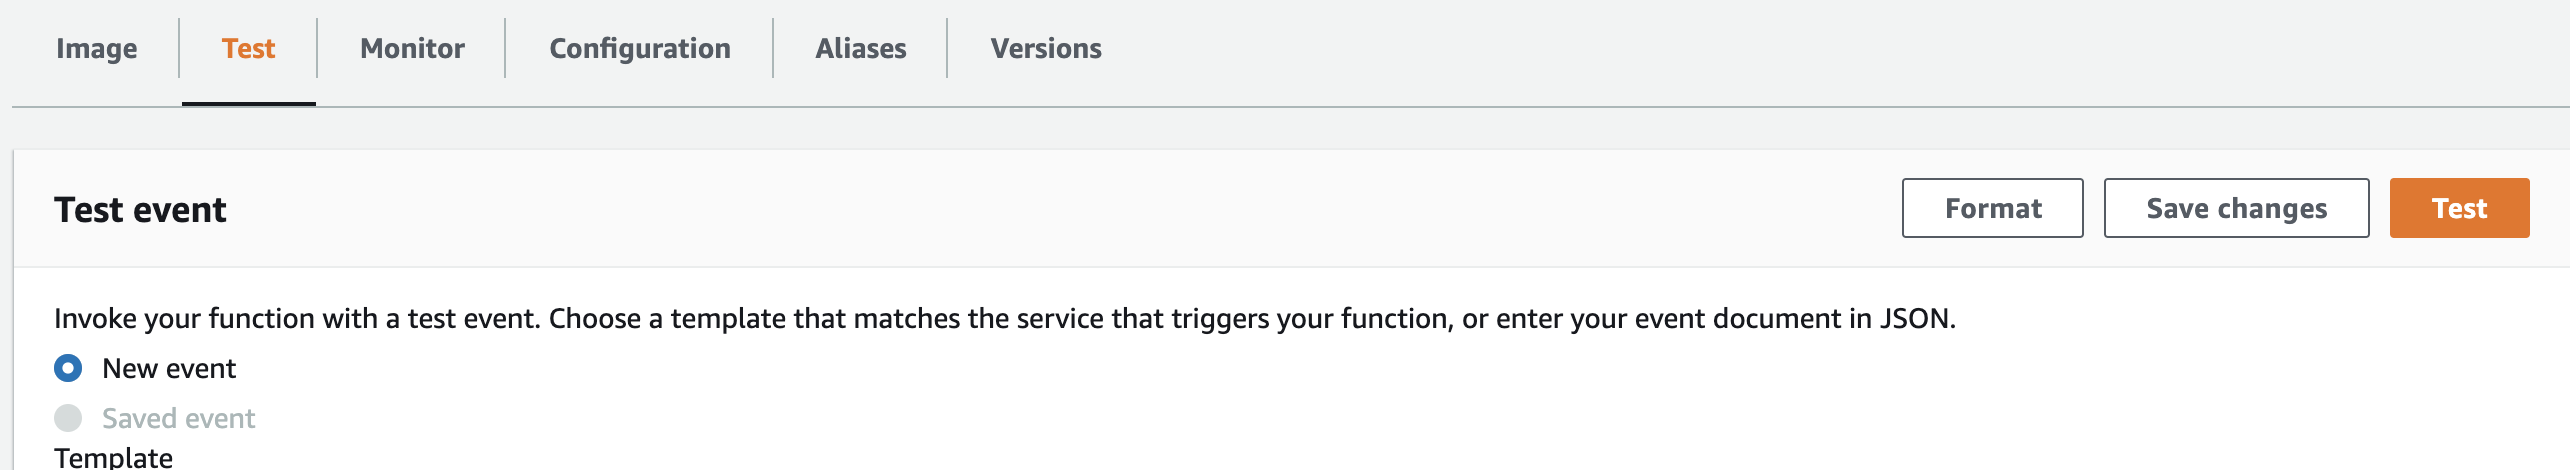 Image Test Monitor Configuration Aliases Versions
Test event Format Save changes Test
Invoke your function with a test event. Choose a template that matches the service that triggers your function, or enter your event document in JSON.
New event
Saved event
Template